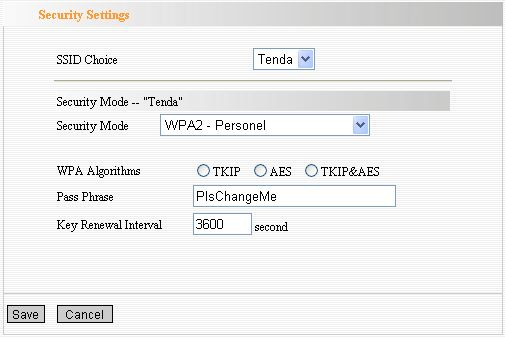 Security Settings
SSID Choice Tenda
Security Mode -- "Tenda"
Security Mode WPA2 - Personel
WPA Algorithms TKIP AES TKIP&AES
Pass Phrase PlsChangeMe
Key Renewal Interval 3600 second
Save Cancel